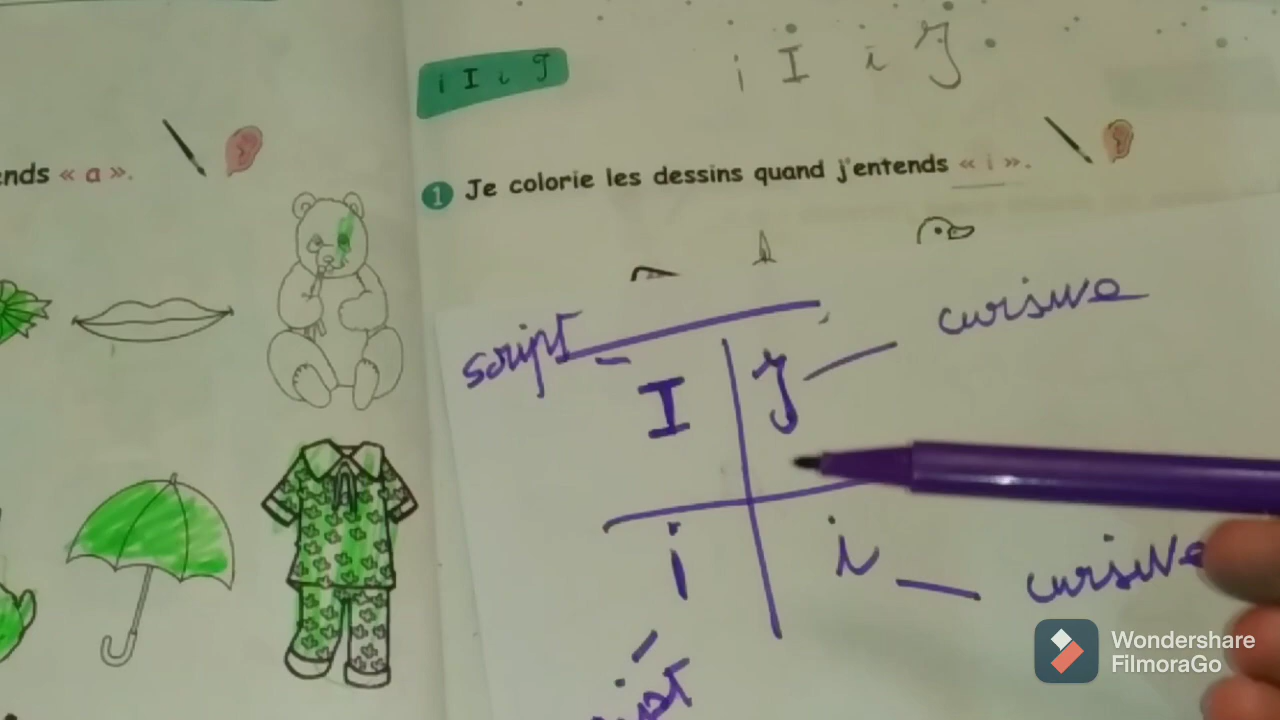 i I i I
i I i I
ends « a ».
1 Je colorie les dessins quand j'entends « i ».
script
cursive
I I
i i
cursive
Wondershare
FilmoraGo